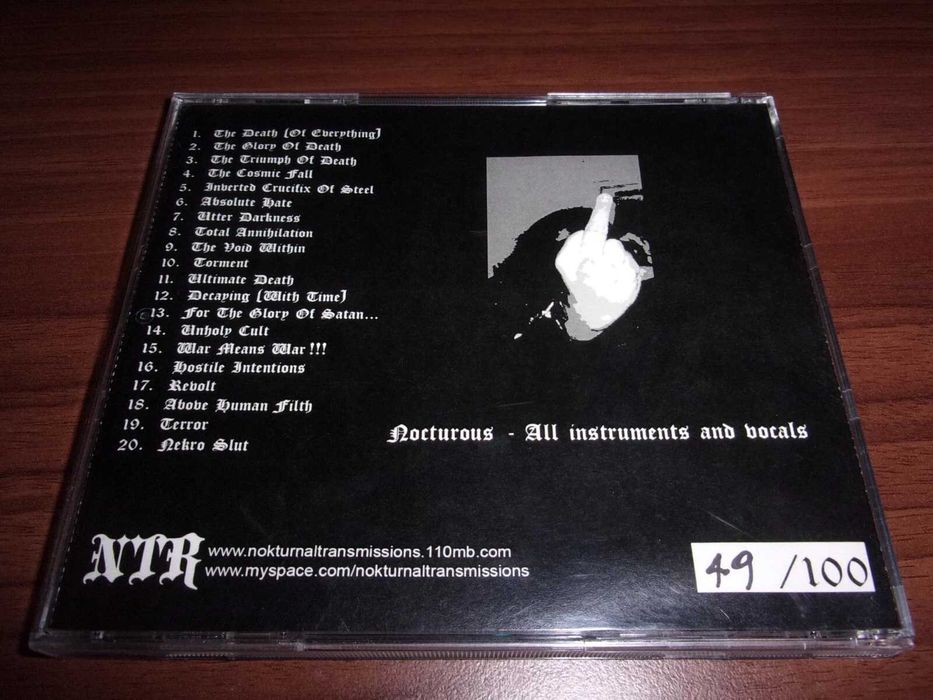 1. The Death [Of Everything]
2. The Glory Of Death
3. The Triumph Of Death
4. The Cosmic Fall
5. Inverted Crucifix Of Steel
6. Absolute Hate
7. Utter Darkness
8. Total Annihilation
9. The Void Within
10. Torment
11. Ultimate Death
12. Decaying [With Time]
13. For The Glory Of Satan...
14. Unholy Cult
15. War Means War!!!
16. Hostile Intentions
17. Revolt
18. Above Human Filth
19. Terror
20. Nekro Slut
Nocturous - All instruments and vocals
NTR
www.nokturnaltransmissions.110mb.com
www.myspace.com/nokturnaltransmissions
49 /100